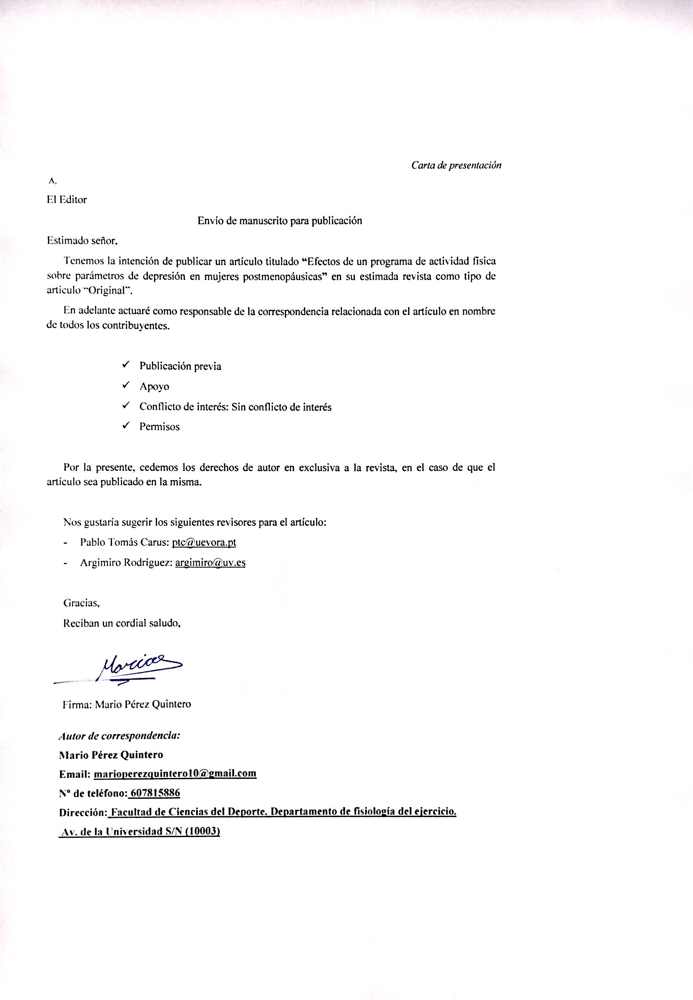 Carta de presentación
A,
El Editor
Envío de manuscrito para publicación
Estimado señor,
Tenemos la intención de publicar un artículo titulado “Efectos de un programa de actividad física
sobre parámetros de depresión en mujeres postmenopáusicas” en su estimada revista como tipo de
articulo “Original”.
En adelante actuaré como responsable de la correspondencia relacionada con el artículo en nombre
de todos los contribuyentes.
✓ Publicación previa
✓ Apoyo
✓ Conflicto de interés: Sin conflicto de interés
✓ Permisos
Por la presente, cedemos los derechos de autor en exclusiva a la revista, en el caso de que el
artículo sea publicado en la misma.
Nos gustaría sugerir los siguientes revisores para el artículo:
- Pablo Tomás Carus: ptc@uevora.pt
- Argimiro Rodríguez: argimiro@uv.es
Gracias,
Reciban un cordial saludo,
Firma: Mario Pérez Quintero
Autor de correspondencia:
Mario Pérez Quintero
Email: marioperezquintero10@gmail.com
Nº de teléfono: 607815886
Dirección: Facultad de Ciencias del Deporte. Departamento de fisiología del ejercicio.
Av. de la Universidad S/N (10003)